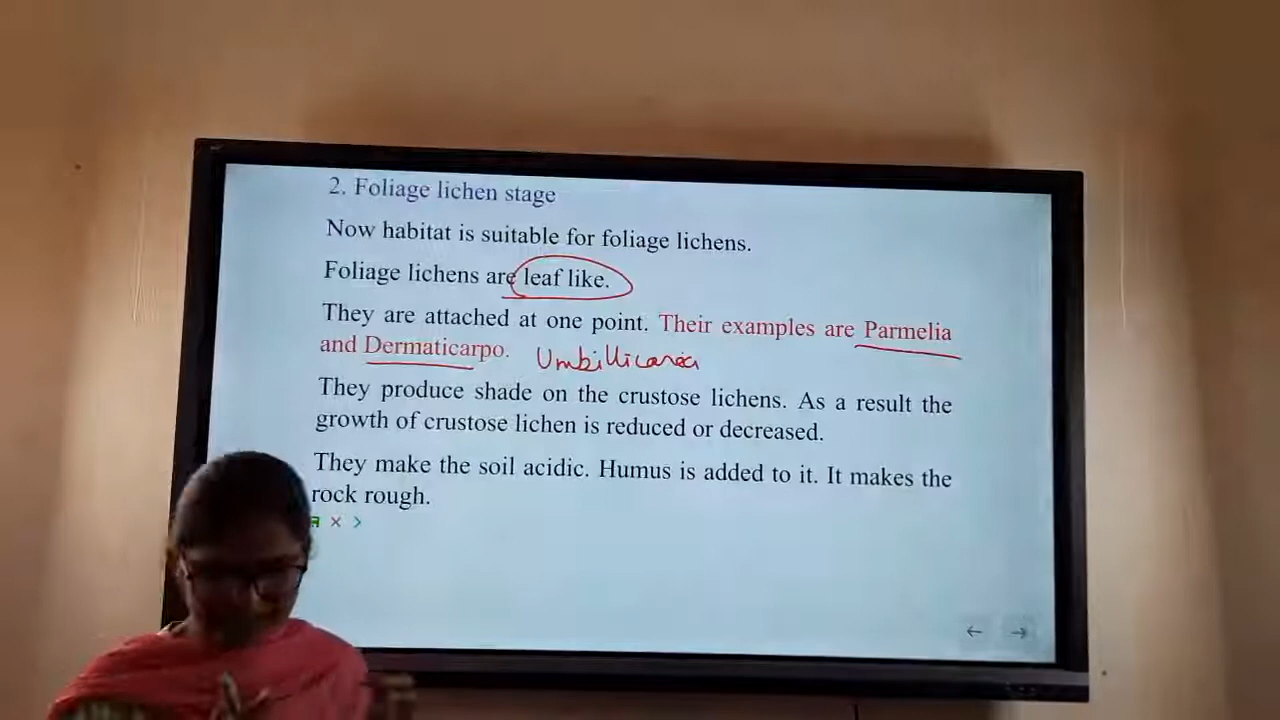 2. Foliage lichen stage
Now habitat is suitable for foliage lichens.
Foliage lichens are leaf like.
They are attached at one point. Their examples are Parmelia
and Dermaticarpo. Umbillicaria
They produce shade on the crustose lichens. As a result the
growth of crustose lichen is reduced or decreased.
They make the soil acidic. Humus is added to it. It makes the
rock rough.